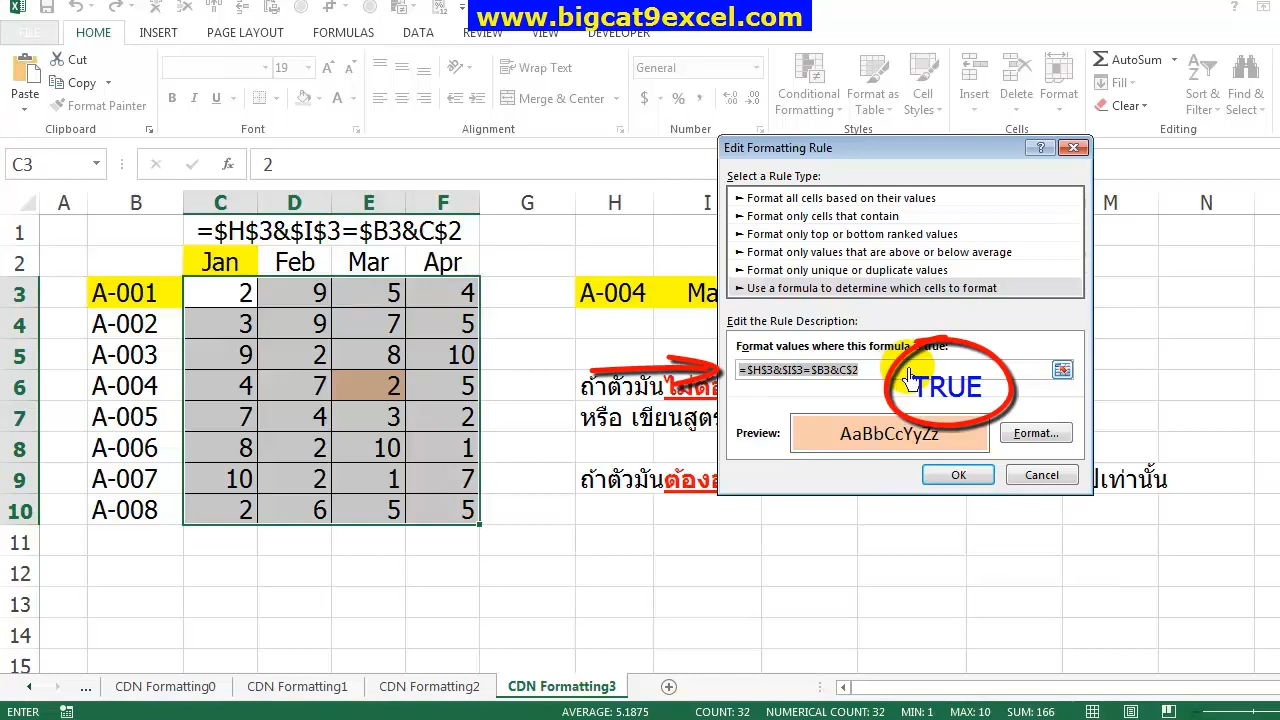 www.bigcat9excel.com
FILE HOME INSERT PAGE LAYOUT FORMULAS DATA REVIEW VIEW DEVELOPER
Paste Cut Copy Format Painter
19
Wrap Text
Merge & Center
General
Conditional Formatting
Format as Table
Cell Styles
Insert Delete Format
AutoSum Fill Clear
Sort & Filter
Find & Select
Clipboard Font Alignment Number Styles Cells Editing
C3 fx 2
A B C D E F G H I M N
1 =$H$3&$I$3=$B3&C$2
2 Jan Feb Mar Apr
3 A-001 2 9 5 4 A-004 Ma
4 A-002 3 9 7 5
5 A-003 9 2 8 10
6 A-004 4 7 2 5 ถ้าตัวมันไม่ต้อ
7 A-005 7 4 3 2 หรือ เขียนสูตร
8 A-006 8 2 10 1
9 A-007 10 2 1 7 ถ้าตัวมันต้อง ปเท่านั้น
10 A-008 2 6 5 5
11
12
13
14
15
Edit Formatting Rule
Select a Rule Type:
► Format all cells based on their values
► Format only cells that contain
► Format only top or bottom ranked values
► Format only values that are above or below average
► Format only unique or duplicate values
► Use a formula to determine which cells to format
Edit the Rule Description:
Format values where this formula is true:
=$H$3&$I$3=$B3&C$2
TRUE
Preview: AaBbCcYyZz Format...
OK Cancel
... CDN Formatting0 CDN Formatting1 CDN Formatting2 CDN Formatting3
ENTER AVERAGE: 5.1875 COUNT: 32 NUMERICAL COUNT: 32 MIN: 1 MAX: 10 SUM: 166